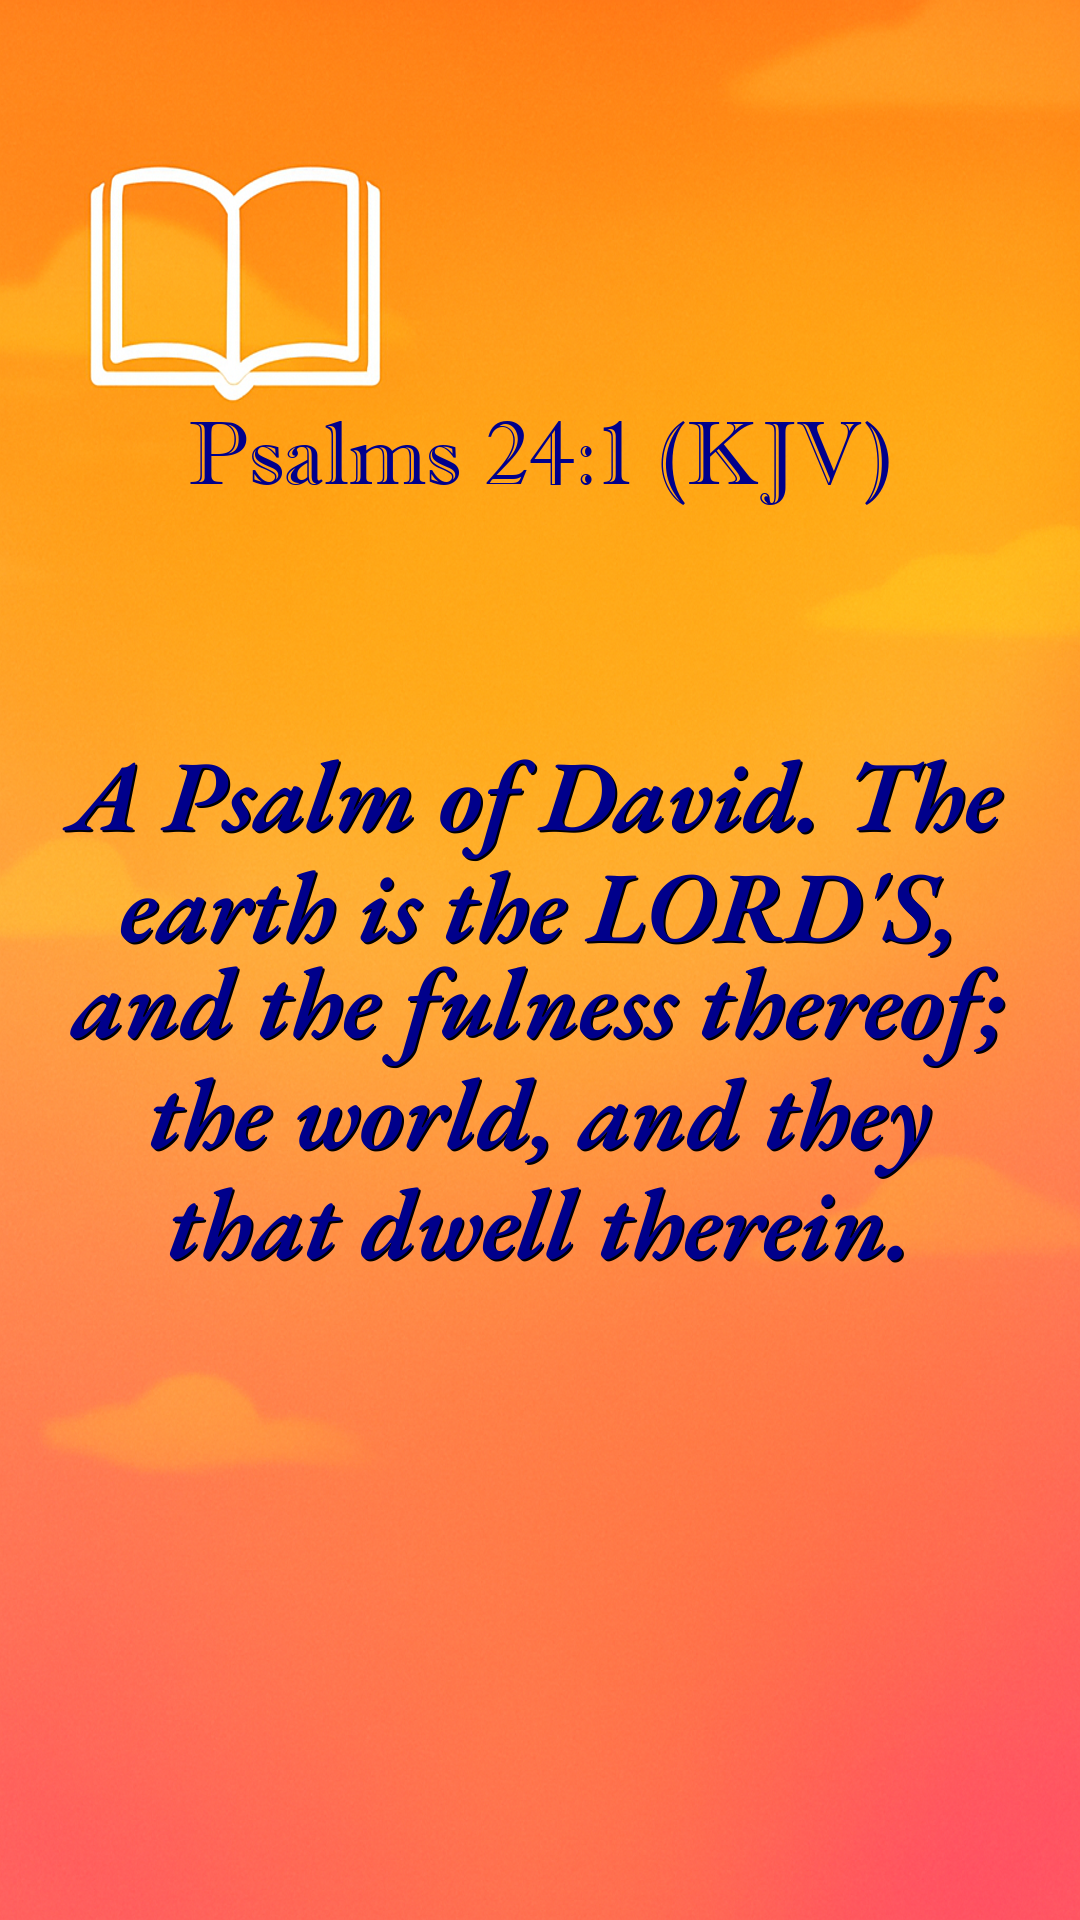 Psalms 24:1 (KJV)
A Psalm of David. The
earth is the LORD'S,
and the fulness thereof;
the world, and they
that dwell therein.